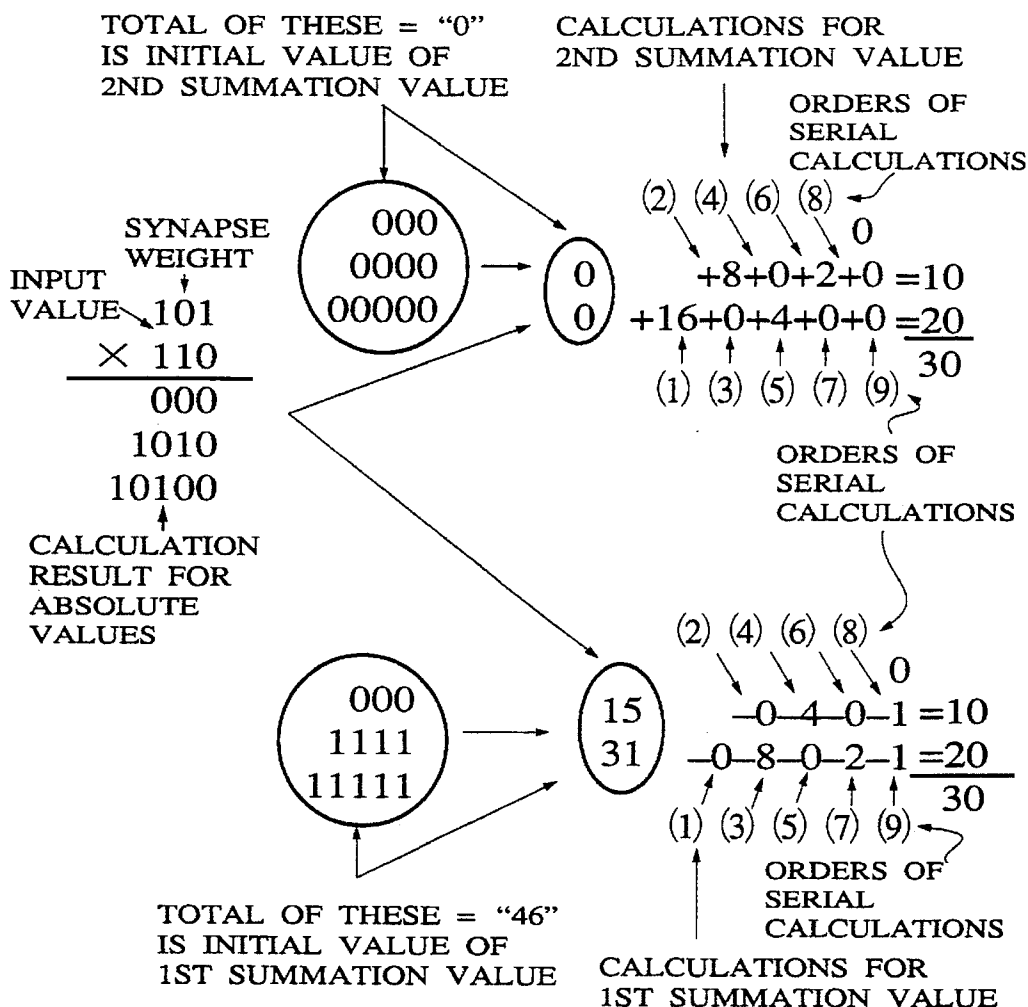 TOTAL OF THESE = “0”
IS INITIAL VALUE OF
2ND SUMMATION VALUE
CALCULATIONS FOR
2ND SUMMATION VALUE
ORDERS OF
SERIAL
CALCULATIONS
(2) (4) (6) (8)
0
000
0000
00000
0
0
+8+0+2+0 =10
+16+0+4+0+0 =20
30
(1) (3) (5) (7) (9)
SYNAPSE
WEIGHT
INPUT
VALUE
101
× 110
000
1010
10100
CALCULATION
RESULT FOR
ABSOLUTE
VALUES
ORDERS OF
SERIAL
CALCULATIONS
(2) (4) (6) (8)
0
000
1111
11111
15
31
–0–4–0–1 =10
–0–8–0–2–1 =20
30
(1) (3) (5) (7) (9)
ORDERS OF
SERIAL
CALCULATIONS
TOTAL OF THESE = “46”
IS INITIAL VALUE OF
1ST SUMMATION VALUE
CALCULATIONS FOR
1ST SUMMATION VALUE